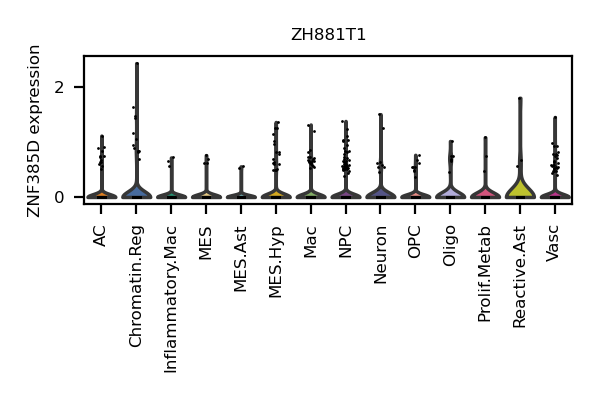 ZH881T1
ZNF385D expression
2
0
AC
Chromatin.Reg
Inflammatory.Mac
MES
MES.Ast
MES.Hyp
Mac
NPC
Neuron
OPC
Oligo
Prolif.Metab
Reactive.Ast
Vasc